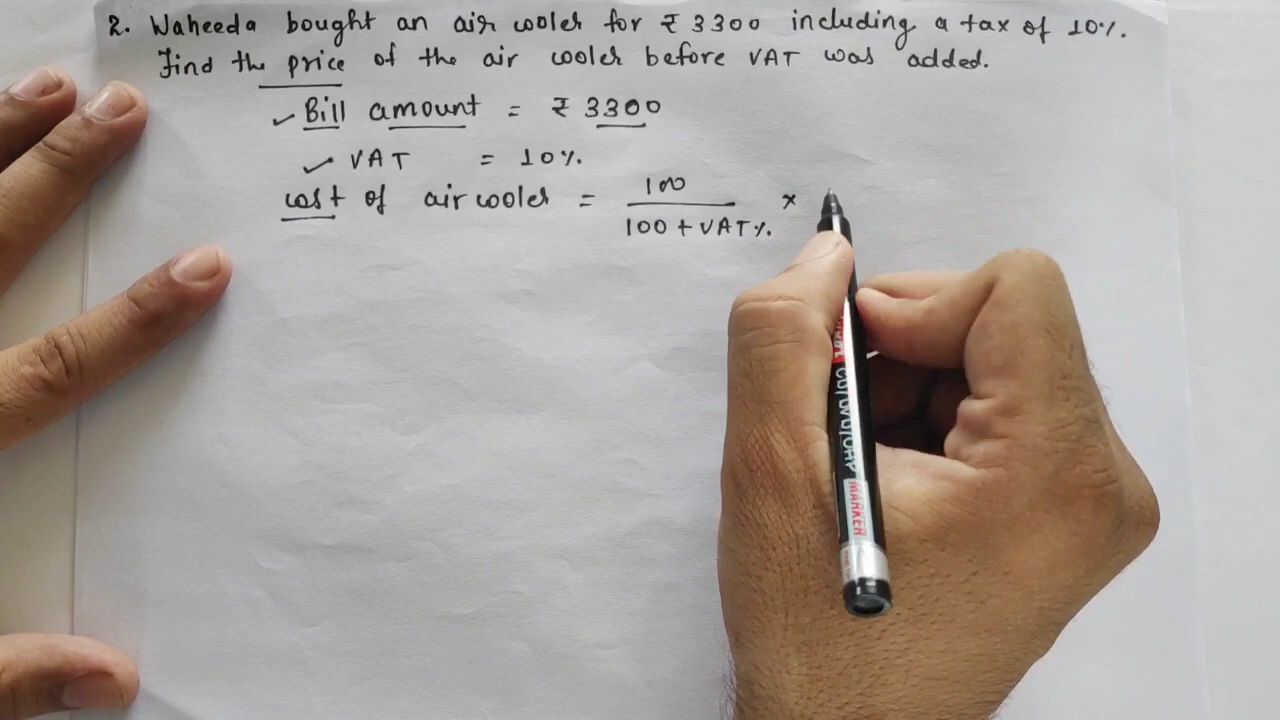 2. Waheeda bought an air cooler for ₹ 3300 including a tax of 10%.
Find the price of the air cooler before VAT was added.
✓ Bill amount = ₹ 3300
✓ VAT = 10%.
cost of air cooler = 100 / 100 + VAT% ×
MARKER